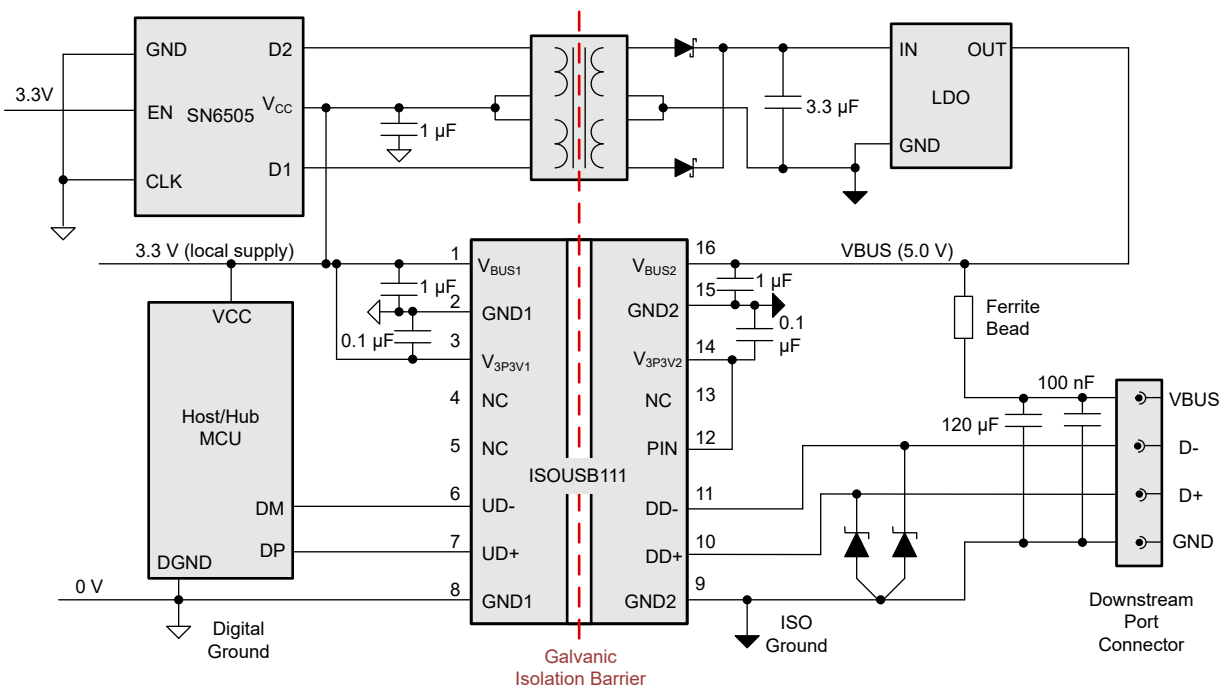 GND
D2
3.3V
EN
SN6505
VCC
1 µF
CLK
D1
3.3 µF
IN
OUT
LDO
GND
3.3 V (local supply)
1
VBUS1
1 µF
2
GND1
0.1 µF
3
V3P3V1
4
NC
5
NC
6
UD-
7
UD+
8
GND1
VCC
Host/Hub
MCU
DM
DP
DGND
0 V
Digital
Ground
ISOUSB111
Galvanic
Isolation Barrier
16
VBUS2
VBUS (5.0 V)
1 µF
15
GND2
0.1
µF
14
V3P3V2
13
NC
12
PIN
11
DD-
10
DD+
9
GND2
ISO
Ground
Ferrite
Bead
100 nF
120 µF
VBUS
D-
D+
GND
Downstream
Port
Connector